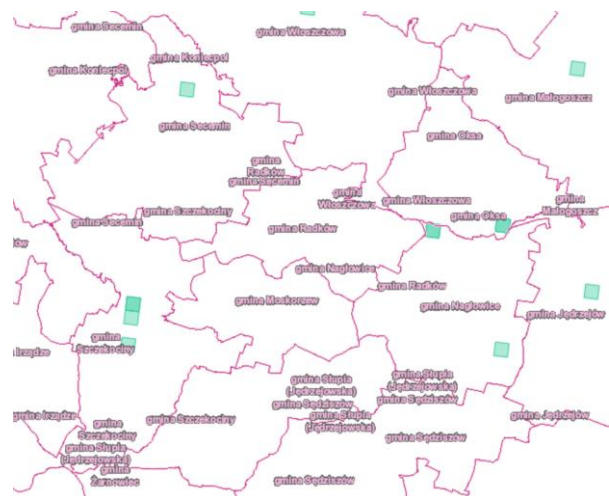 gmina Secemin
gmina Włoszczowa
gmina Koniecpol
gmina Koniecpol
gmina Włoszczowa
gmina Małogoszcz
gmina Secemin
gmina Oksa
gmina
Radków
gmina Secemin
gmina
Włoszczowa
gmina Włoszczowa
gmina
Małogoszcz
gmina Szczekociny
gmina Oksa
gmina Secemin
gmina Radków
gmina Nagłowice
gmina Radków
gmina Moskorzew
gmina Nagłowice
gmina Jędrzejów
gmina
Szczekociny
gmina Słupia
(Jędrzejowska)
gmina Słupia
(Jędrzejowska)
gmina Sędziszów
gmina Sędziszów
gmina Irządze
gmina Szczekociny
gmina Słupia
(Jędrzejowska)
gmina Jędrzejów
gmina
Szczekociny
gmina Sędziszów
gmina Słupia
(Jędrzejowska)
gmina
Żarnowiec
gmina Sędziszów